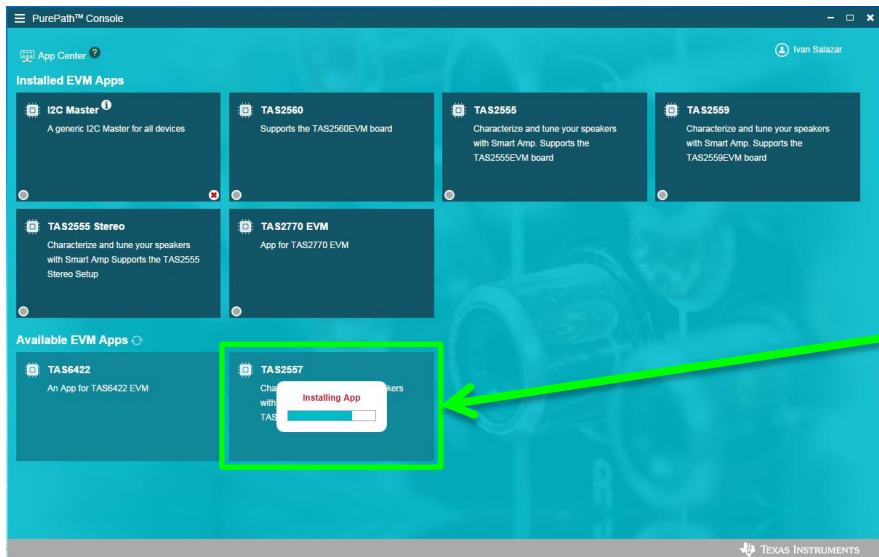 PurePath™ Console
App Center ?
Ivan Salazar
Installed EVM Apps
I2C Master
A generic I2C Master for all devices
TAS2560
Supports the TAS2560EVM board
TAS2555
Characterize and tune your speakers
with Smart Amp. Supports the
TAS2555EVM board
TAS2559
Characterize and tune your speakers
with Smart Amp. Supports the
TAS2559EVM board
TAS2555 Stereo
Characterize and tune your speakers
with Smart Amp Supports the TAS2555
Stereo Setup
TAS2770 EVM
App for TAS2770 EVM
Available EVM Apps
TAS6422
An App for TAS6422 EVM
TAS2557
Cha kers
with
TAS
Installing App
R
TEXAS INSTRUMENTS